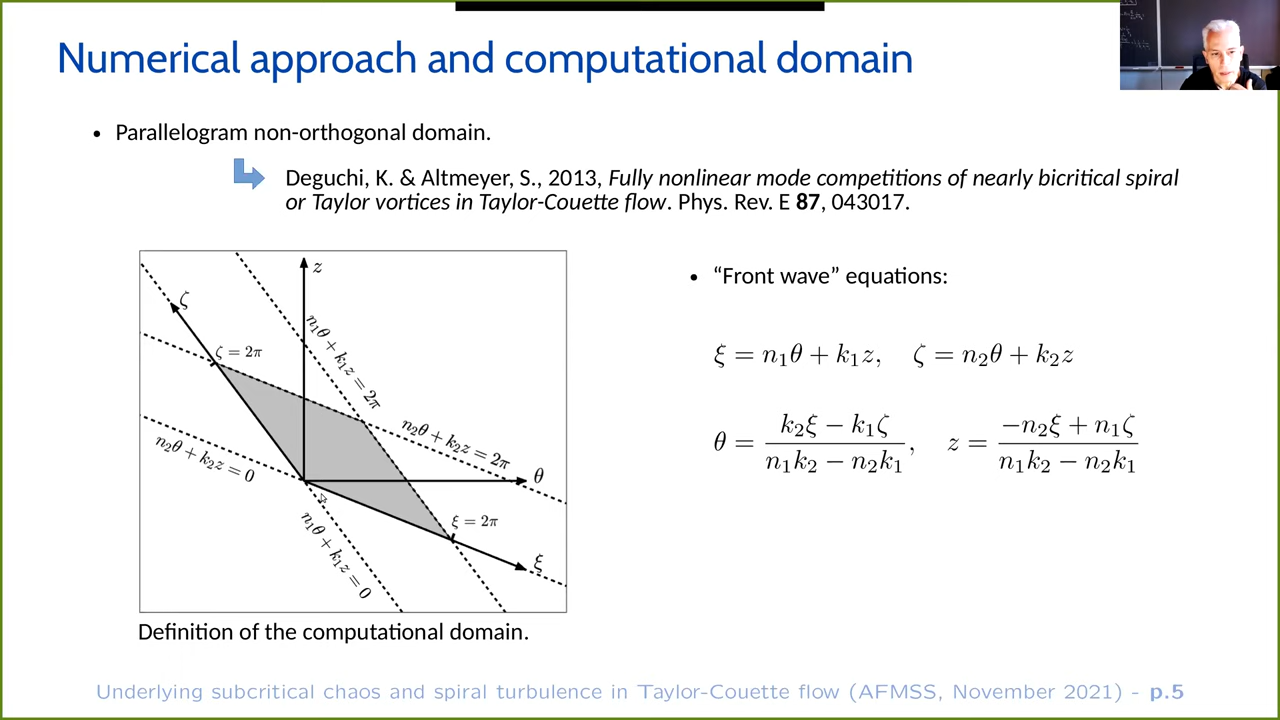 Numerical approach and computational domain
• Parallelogram non-orthogonal domain.
Deguchi, K. & Altmeyer, S., 2013, Fully nonlinear mode competitions of nearly bicritical spiral
or Taylor vortices in Taylor-Couette flow. Phys. Rev. E 87, 043017.
z
ζ
ζ = 2π
n₁θ + k₁z = 2π
n₂θ + k₂z = 2π
n₂θ + k₂z = 0
θ
ξ = 2π
n₁θ + k₁z = 0
ξ
Definition of the computational domain.
• “Front wave” equations:
ξ = n₁θ + k₁z, ζ = n₂θ + k₂z
θ = (k₂ξ − k₁ζ)/(n₁k₂ − n₂k₁), z = (−n₂ξ + n₁ζ)/(n₁k₂ − n₂k₁)
Underlying subcritical chaos and spiral turbulence in Taylor-Couette flow (AFMSS, November 2021) - p.5